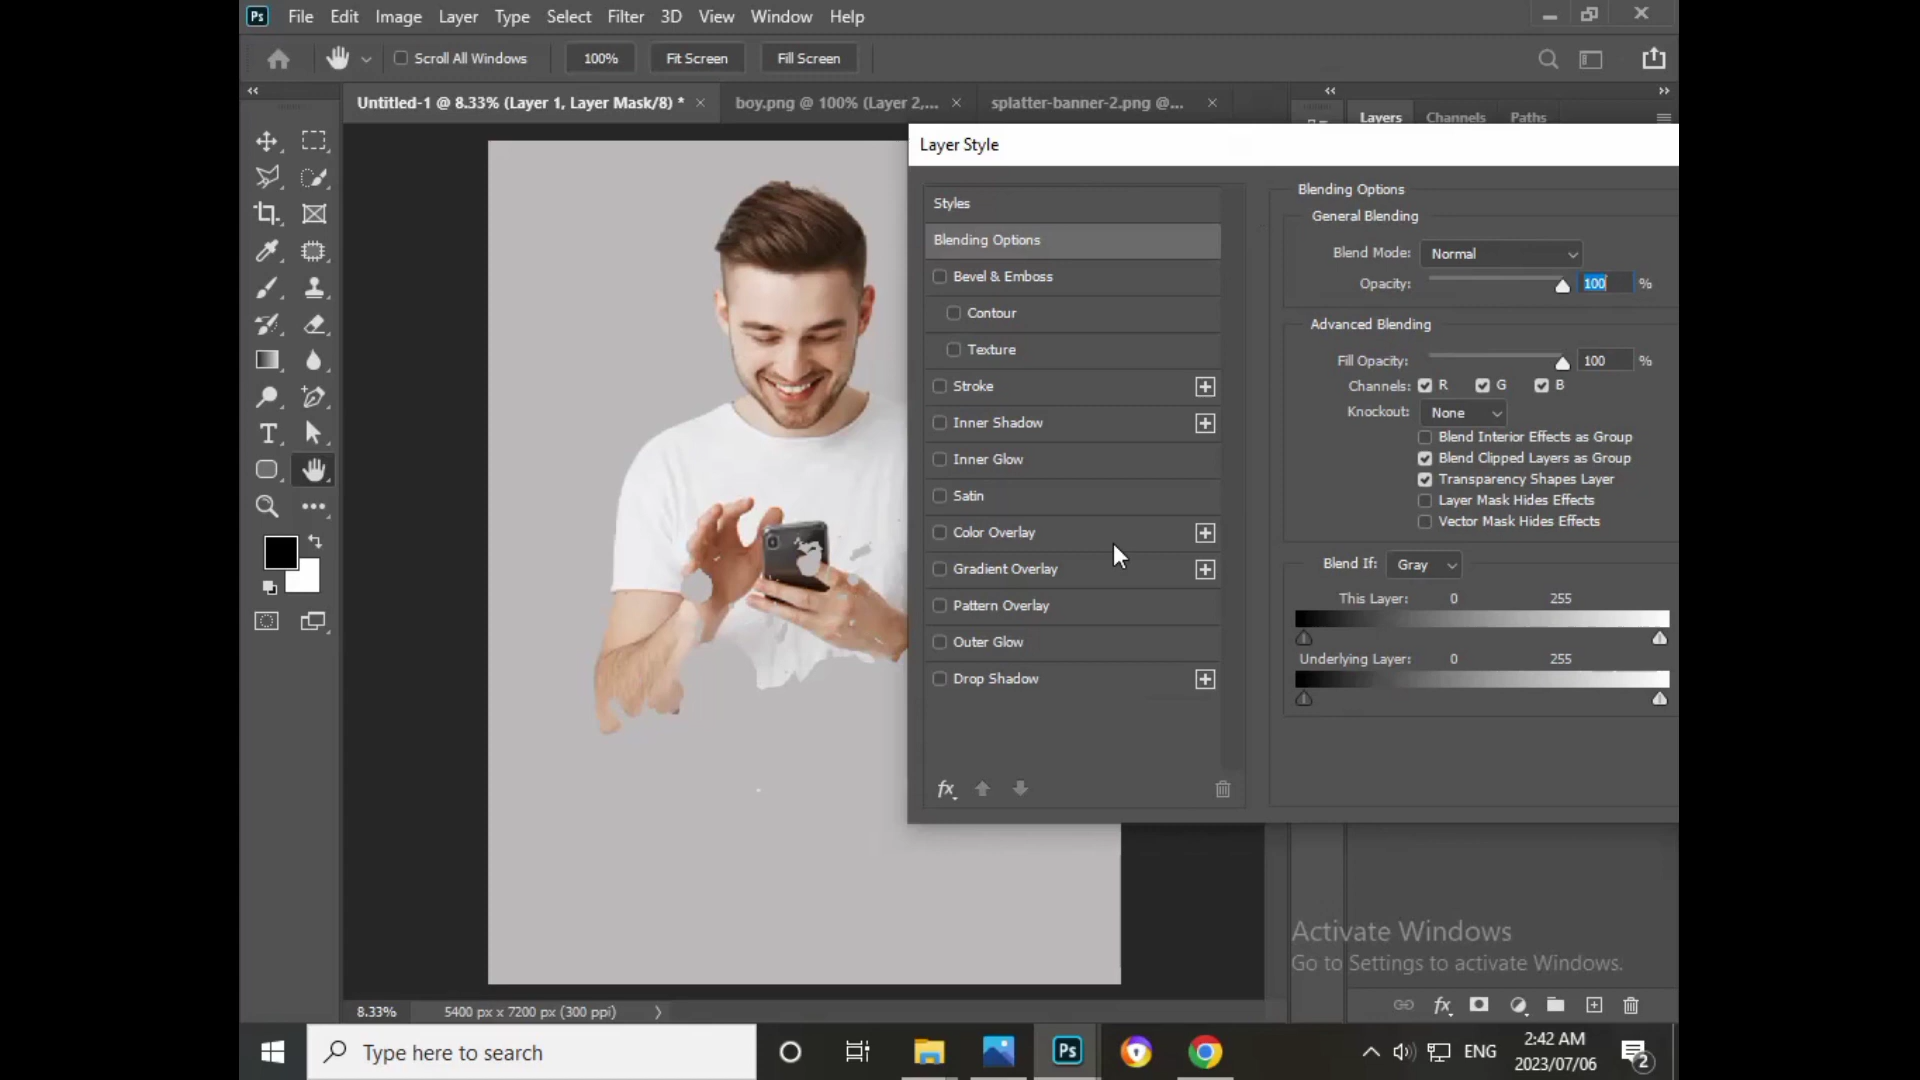 Ps File Edit Image Layer Type Select Filter 3D View Window Help
Scroll All Windows 100% Fit Screen Fill Screen
Untitled-1 @ 8.33% (Layer 1, Layer Mask/8) * × boy.png @ 100% (Layer 2,... × splatter-banner-2.png @... ×
Layers Channels Paths
Layer Style
Styles
Blending Options
Bevel & Emboss
Contour
Texture
Stroke
Inner Shadow
Inner Glow
Satin
Color Overlay
Gradient Overlay
Pattern Overlay
Outer Glow
Drop Shadow
fx
Blending Options
General Blending
Blend Mode: Normal
Opacity: 100 %
Advanced Blending
Fill Opacity: 100 %
Channels: R G B
Knockout: None
Blend Interior Effects as Group
Blend Clipped Layers as Group
Transparency Shapes Layer
Layer Mask Hides Effects
Vector Mask Hides Effects
Blend If: Gray
This Layer: 0 255
Underlying Layer: 0 255
Activate Windows
Go to Settings to activate Windows.
fx
8.33% 5400 px x 7200 px (300 ppi)
Type here to search
Ps
ENG
2:42 AM
2023/07/06
2